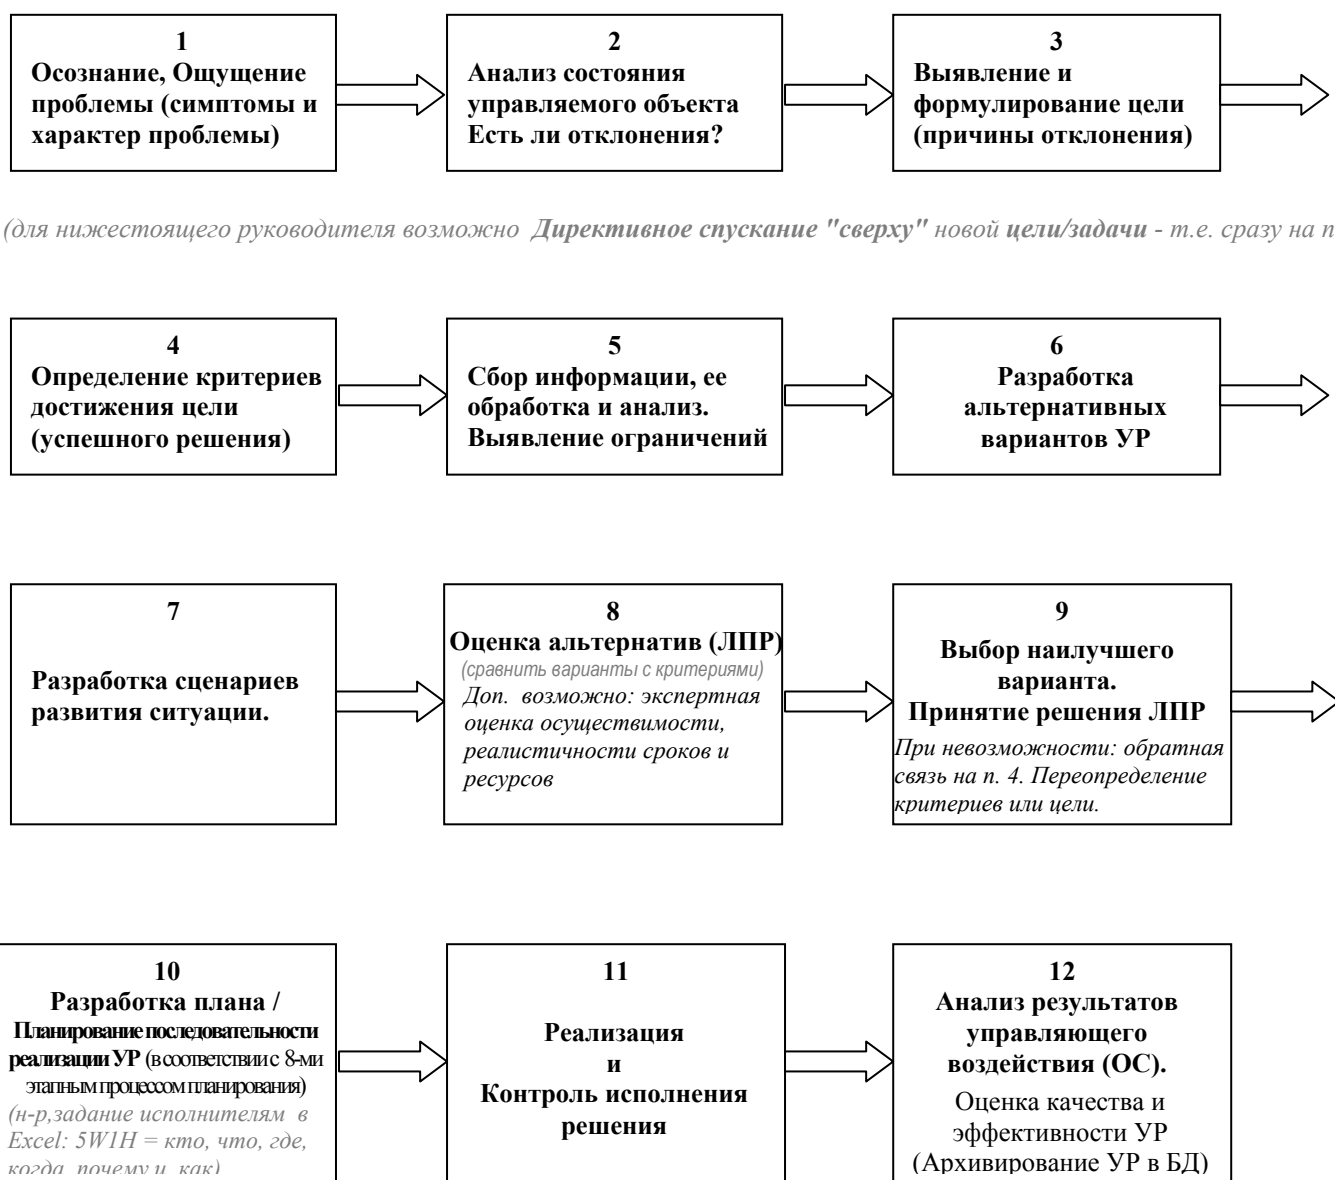 1
Осознание, Ощущение
проблемы (симптомы и
характер проблемы)
2
Анализ состояния
управляемого объекта
Есть ли отклонения?
3
Выявление и
формулирование цели
(причины отклонения)
(для нижестоящего руководителя возможно Директивное спускание "сверху" новой цели/задачи - т.е. сразу на п
4
Определение критериев
достижения цели
(успешного решения)
5
Сбор информации, ее
обработка и анализ.
Выявление ограничений
6
Разработка
альтернативных
вариантов УР
7
Разработка сценариев
развития ситуации.
8
Оценка альтернатив (ЛПР)
(сравнить варианты с критериями)
Доп. возможно: экспертная
оценка осуществимости,
реалистичности сроков и
ресурсов
9
Выбор наилучшего
варианта.
Принятие решения ЛПР
При невозможности: обратная
связь на п. 4. Переопределение
критериев или цели.
10
Разработка плана /
Планирование последовательности
реализации УР (в соответствии с 8-ми
этапным процессом планирования)
(н-р,задание исполнителям в
Excel: 5W1H = кто, что, где,
когда, почему и как)
11
Реализация
и
Контроль исполнения
решения
12
Анализ результатов
управляющего
воздействия (ОС).
Оценка качества и
эффективности УР
(Архивирование УР в БД)